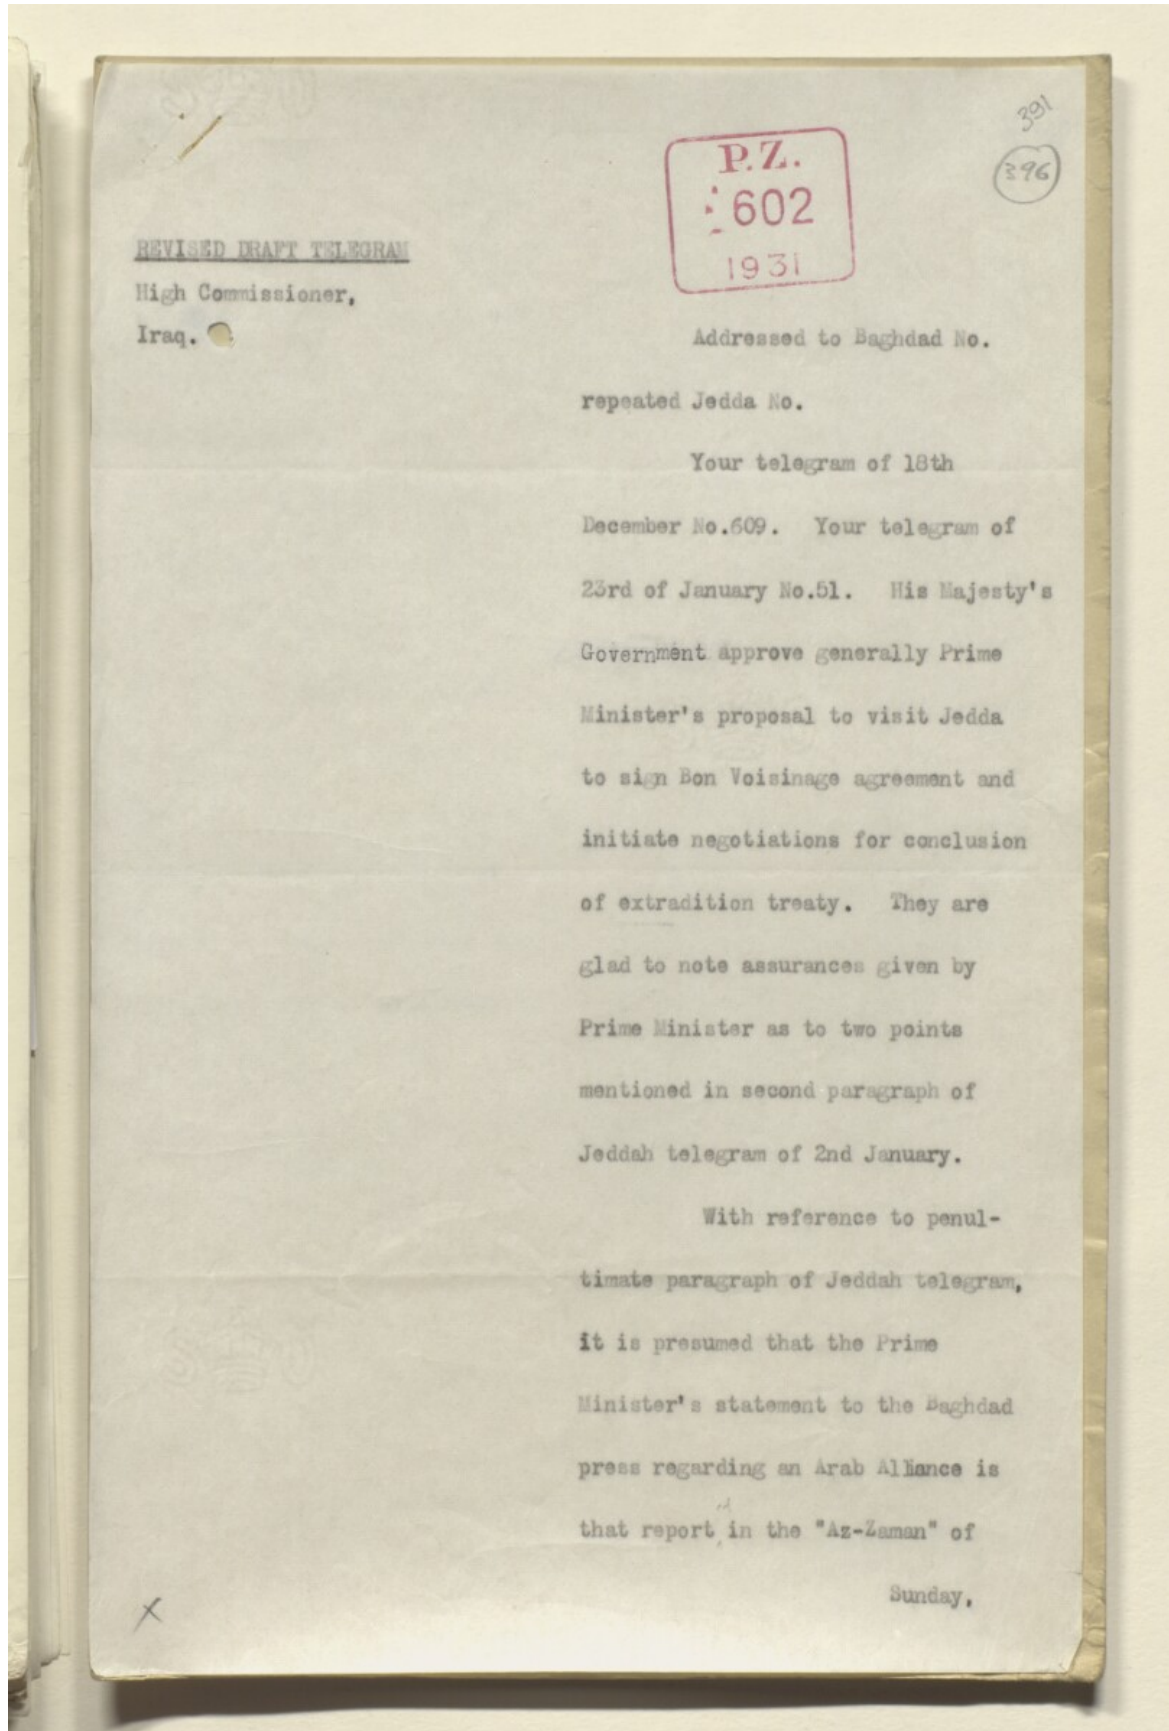 391
396
P.Z.
602
1931
REVISED DRAFT TELEGRAM
High Commissioner,
Iraq.
Addressed to Baghdad No.
repeated Jedda No.
Your telegram of 18th
December No.609. Your telegram of
23rd of January No.51. His Majesty's
Government approve generally Prime
Minister's proposal to visit Jedda
to sign Bon Voisinage agreement and
initiate negotiations for conclusion
of extradition treaty. They are
glad to note assurances given by
Prime Minister as to two points
mentioned in second paragraph of
Jeddah telegram of 2nd January.
With reference to penul-
timate paragraph of Jeddah telegram,
it is presumed that the Prime
Minister's statement to the Baghdad
press regarding an Arab Alliance is
that report in the "Az-Zaman" of
Sunday,
X